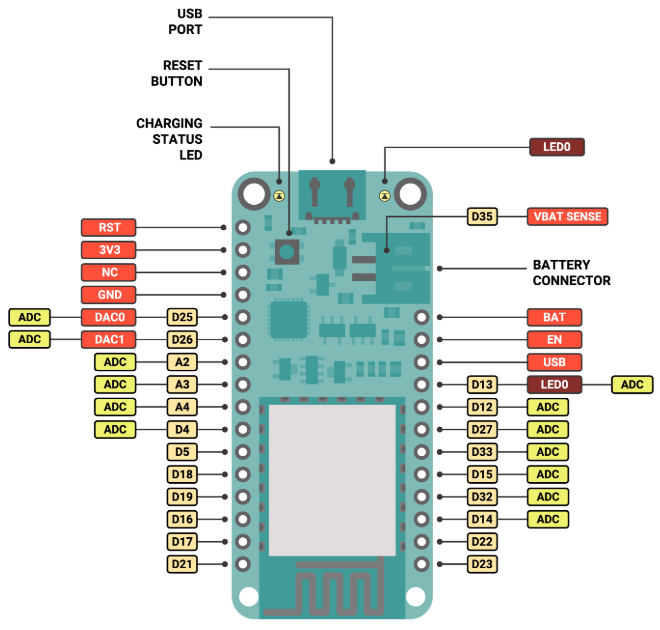 USB
PORT
RESET
BUTTON
CHARGING
STATUS
LED
LED0
D35 VBAT SENSE
BATTERY
CONNECTOR
RST
3V3
NC
GND
ADC DAC0 D25
ADC DAC1 D26
ADC A2
ADC A3
ADC A4
ADC D4
D5
D18
D19
D16
D17
D21
BAT
EN
USB
D13 LED0 ADC
D12 ADC
D27 ADC
D33 ADC
D15 ADC
D32 ADC
D14 ADC
D22
D23